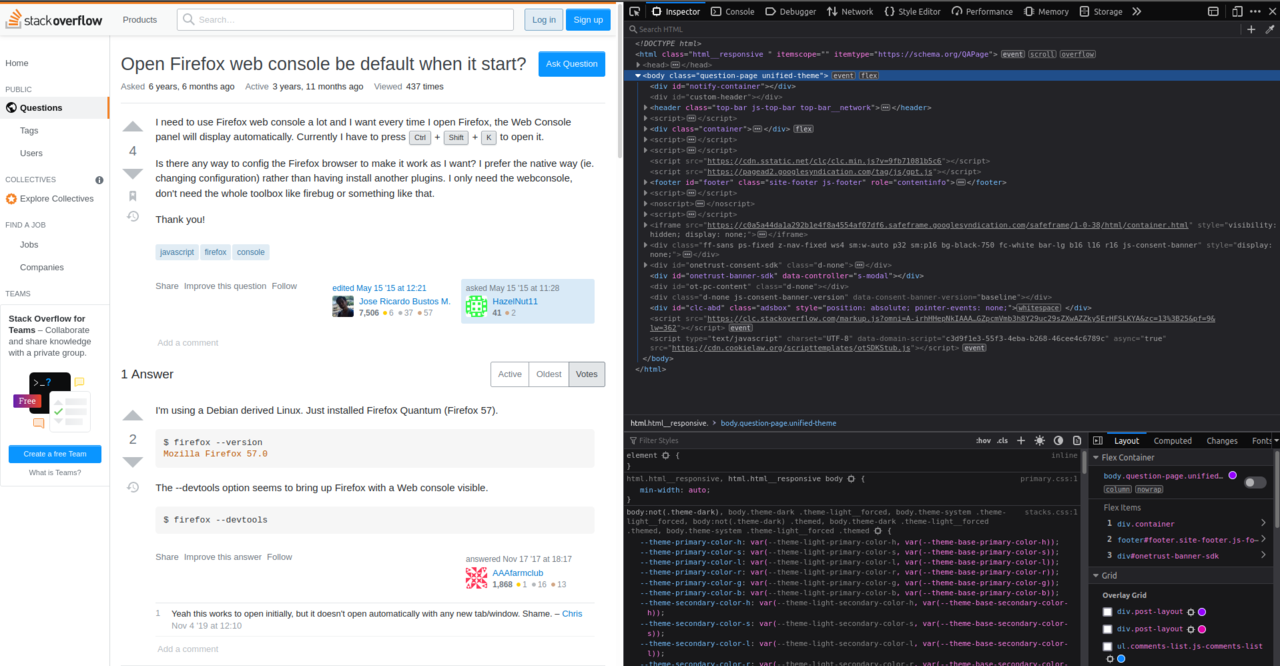 stackoverflow
Products
Search...
Log in
Sign up
Home
PUBLIC
Questions
Tags
Users
COLLECTIVES
Explore Collectives
FIND A JOB
Jobs
Companies
TEAMS
Stack Overflow for
Teams – Collaborate
and share knowledge
with a private group.
>_?
Free
Create a free Team
What is Teams?
Open Firefox web console be default when it start?
Ask Question
Asked 6 years, 6 months ago Active 3 years, 11 months ago Viewed 437 times
I need to use Firefox web console a lot and I want every time I open Firefox, the Web Console
panel will display automatically. Currently I have to press Ctrl + Shift + K to open it.
4
Is there any way to config the Firefox browser to make it work as I want? I prefer the native way (ie.
changing configuration) rather than having install another plugins. I only need the webconsole,
don't need the whole toolbox like firebug or something like that.
Thank you!
javascript firefox console
Share Improve this question Follow
edited May 15 '15 at 12:21
Jose Ricardo Bustos M.
7,506 6 37 57
asked May 15 '15 at 11:28
HazelNut11
41 2
Add a comment
1 Answer
Active Oldest Votes
I'm using a Debian derived Linux. Just installed Firefox Quantum (Firefox 57).
2
$ firefox --version
Mozilla Firefox 57.0
The --devtools option seems to bring up Firefox with a Web console visible.
$ firefox --devtools
Share Improve this answer Follow
answered Nov 17 '17 at 18:17
AAAfarmclub
1,868 1 16 13
1 Yeah this works to open initially, but it doesn't open automatically with any new tab/window. Shame. – Chris
Nov 4 '19 at 12:10
Add a comment
Inspector Console Debugger Network Style Editor Performance Memory Storage
Search HTML
<!DOCTYPE html>
<html class="html__responsive " itemscope="" itemtype="https://schema.org/QAPage"> event scroll overflow
<head></head>
<body class="question-page unified-theme"> event flex
<div id="notify-container"></div>
<div id="custom-header"></div>
<header class="top-bar js-top-bar top-bar__network"></header>
<script></script>
<div class="container"></div> flex
<script></script>
<script></script>
<script src="https://cdn.sstatic.net/clc/clc.min.js?v=9fb71081b5c6"></script>
<script src="https://pagead2.googlesyndication.com/tag/js/gpt.js"></script>
<footer id="footer" class="site-footer js-footer" role="contentinfo"></footer>
<script></script>
<noscript></noscript>
<script></script>
<iframe src="https://c0a5a44da1a292b1e4f8a4554af07df6.safeframe.googlesyndication.com/safeframe/1-0-38/html/container.html" style="visibility:
hidden; display: none;"></iframe>
<div class="ff-sans ps-fixed z-nav-fixed ws4 sm:w-auto p32 sm:p16 bg-black-750 fc-white bar-lg b16 l16 r16 js-consent-banner" style="display:
none;"></div>
<div id="onetrust-consent-sdk" class="d-none"></div>
<div id="onetrust-banner-sdk" data-controller="s-modal"></div>
<div id="ot-pc-content" class="d-none"></div>
<div class="d-none js-consent-banner-version" data-consent-banner-version="baseline"></div>
<div id="clc-abd" class="adsbox" style="position: absolute; pointer-events: none;">whitespace </div>
<script src="https://clc.stackoverflow.com/markup.js?omni=A-irhHHepNkIAAA…GZpcmVmb3h8Y29uc29sZXwAZZky5ErHFSLKYA&zc=13%3B25&pf=9&
lw=362"></script> event
<script type="text/javascript" charset="UTF-8" data-domain-script="c3d9f1e3-55f3-4eba-b268-46cee4c6789c" async="true"
src="https://cdn.cookielaw.org/scripttemplates/otSDKStub.js"></script> event
</body>
</html>
html.html__responsive. > body.question-page.unified-theme
Filter Styles
:hov .cls
element {
inline
}
html.html__responsive, html.html__responsive body {
primary.css:1
min-width: auto;
}
body:not(.theme-dark), body.theme-dark .theme-light__forced, body.theme-system .theme-
stacks.css:1
light__forced, body:not(.theme-dark) .themed, body.theme-dark .theme-light__forced
.themed, body.theme-system .theme-light__forced .themed {
--theme-primary-color-h: var(--theme-light-primary-color-h, var(--theme-base-primary-color-h));
--theme-primary-color-s: var(--theme-light-primary-color-s, var(--theme-base-primary-color-s));
--theme-primary-color-l: var(--theme-light-primary-color-l, var(--theme-base-primary-color-l));
--theme-primary-color-r: var(--theme-light-primary-color-r, var(--theme-base-primary-color-r));
--theme-primary-color-g: var(--theme-light-primary-color-g, var(--theme-base-primary-color-g));
--theme-primary-color-b: var(--theme-light-primary-color-b, var(--theme-base-primary-color-b));
--theme-secondary-color-h: var(--theme-light-secondary-color-h, var(--theme-base-secondary-color-
h));
--theme-secondary-color-s: var(--theme-light-secondary-color-s, var(--theme-base-secondary-color-
s));
--theme-secondary-color-l: var(--theme-light-secondary-color-l, var(--theme-base-secondary-color-
l));
Layout Computed Changes Fonts
Flex Container
body.question-page.unified…
column nowrap
Flex Items
1 div.container
2 footer#footer.site-footer.js-fo…
3 div#onetrust-banner-sdk
Grid
Overlay Grid
div.post-layout
div.post-layout
ul.comments-list.js-comments-list